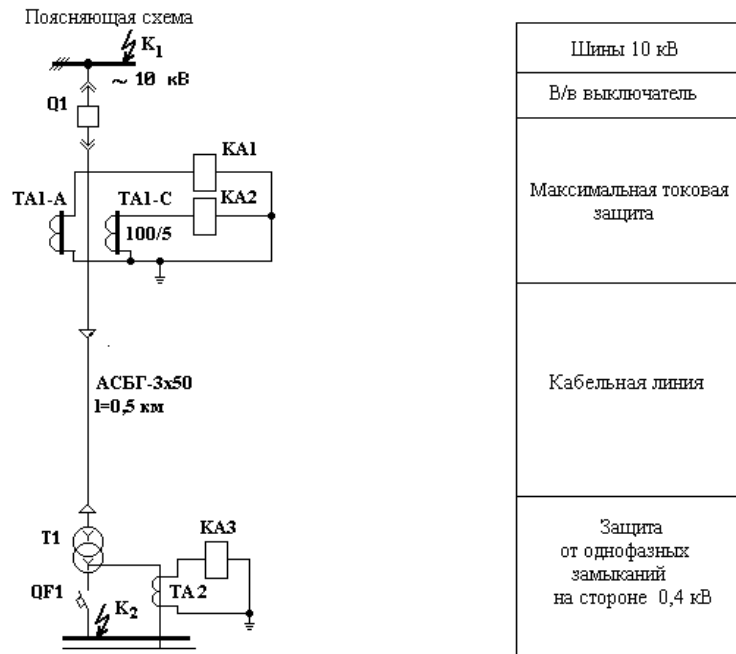 Поясняющая схема
K1
~ 10 кВ
Q1
KA1
TA1-A
TA1-C
KA2
100/5
АСБГ-3х50
l=0,5 км
T1
KA3
QF1
TA2
K2
Шины 10 кВ
В/в выключатель
Максимальная токовая
защита
Кабельная линия
Защита
от однофазных
замыканий
на стороне 0,4 кВ